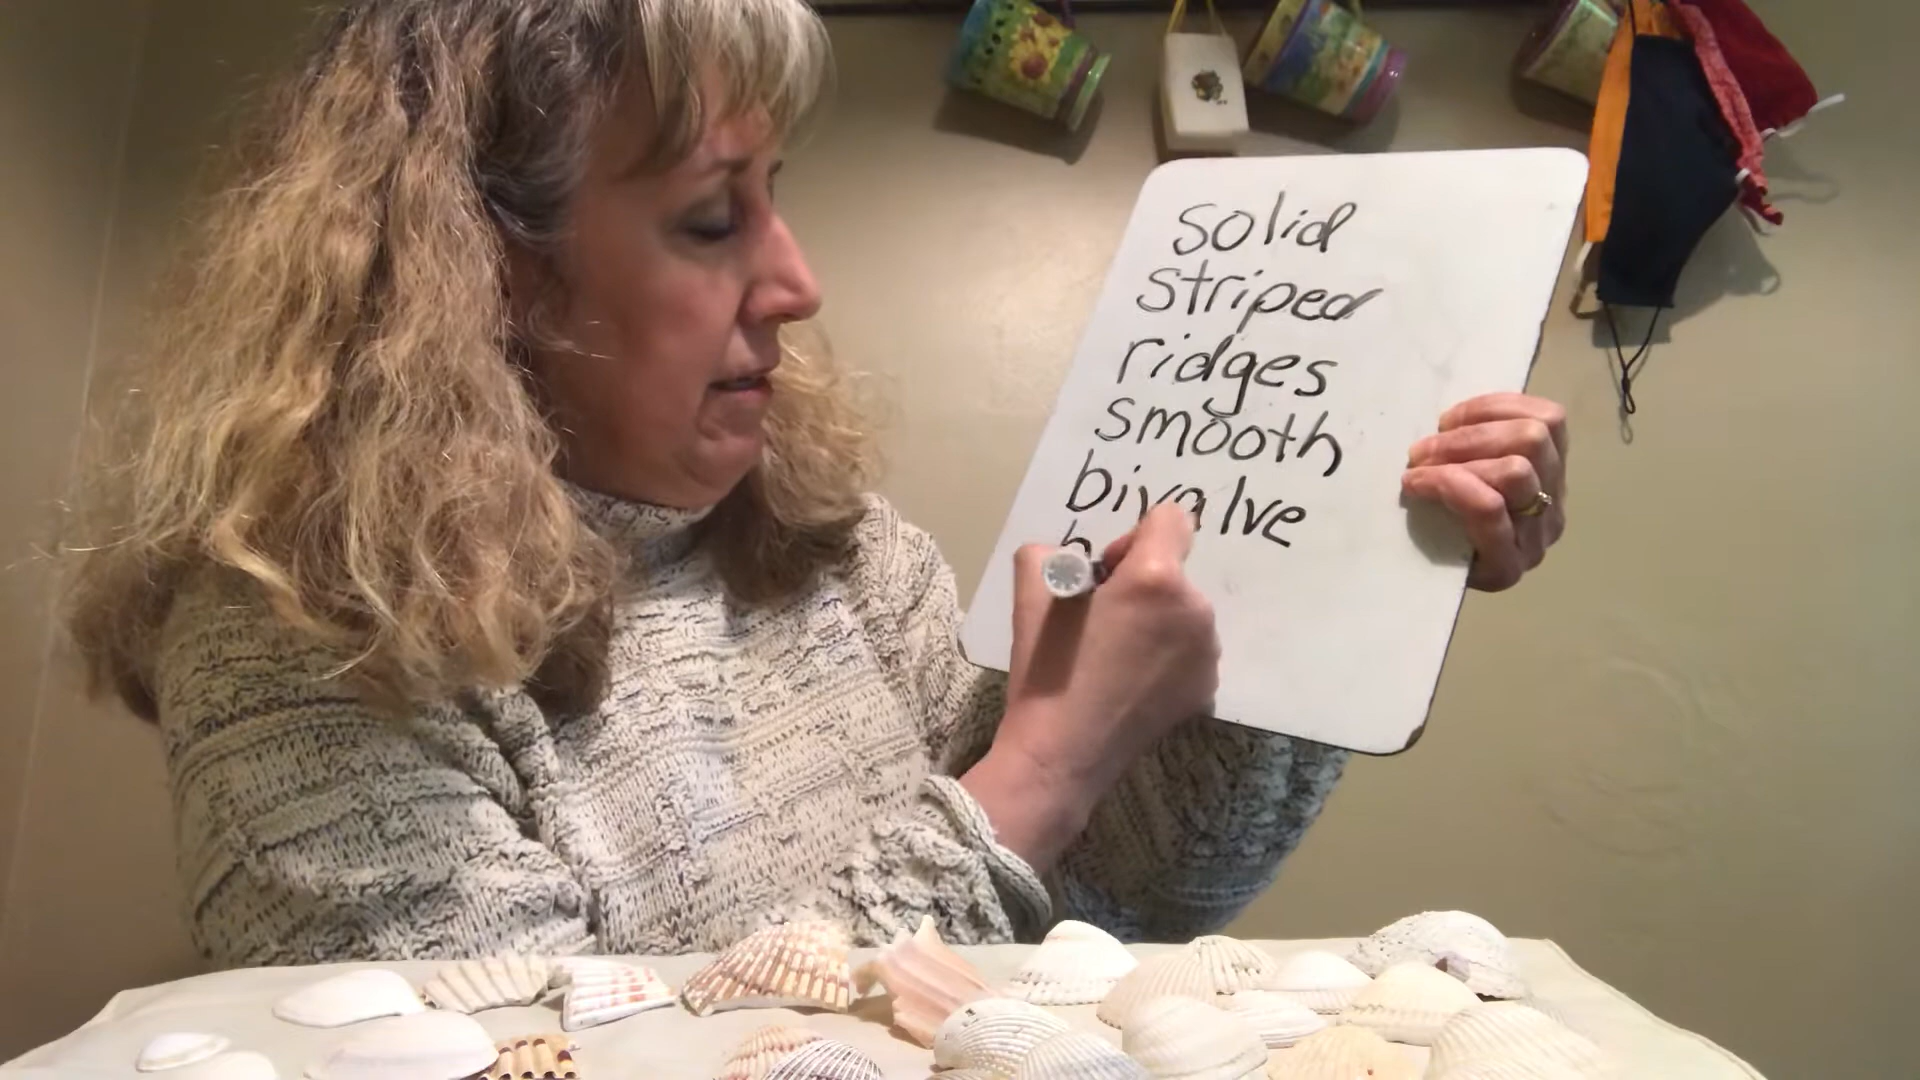 solid
striped
ridges
smooth
bivalve